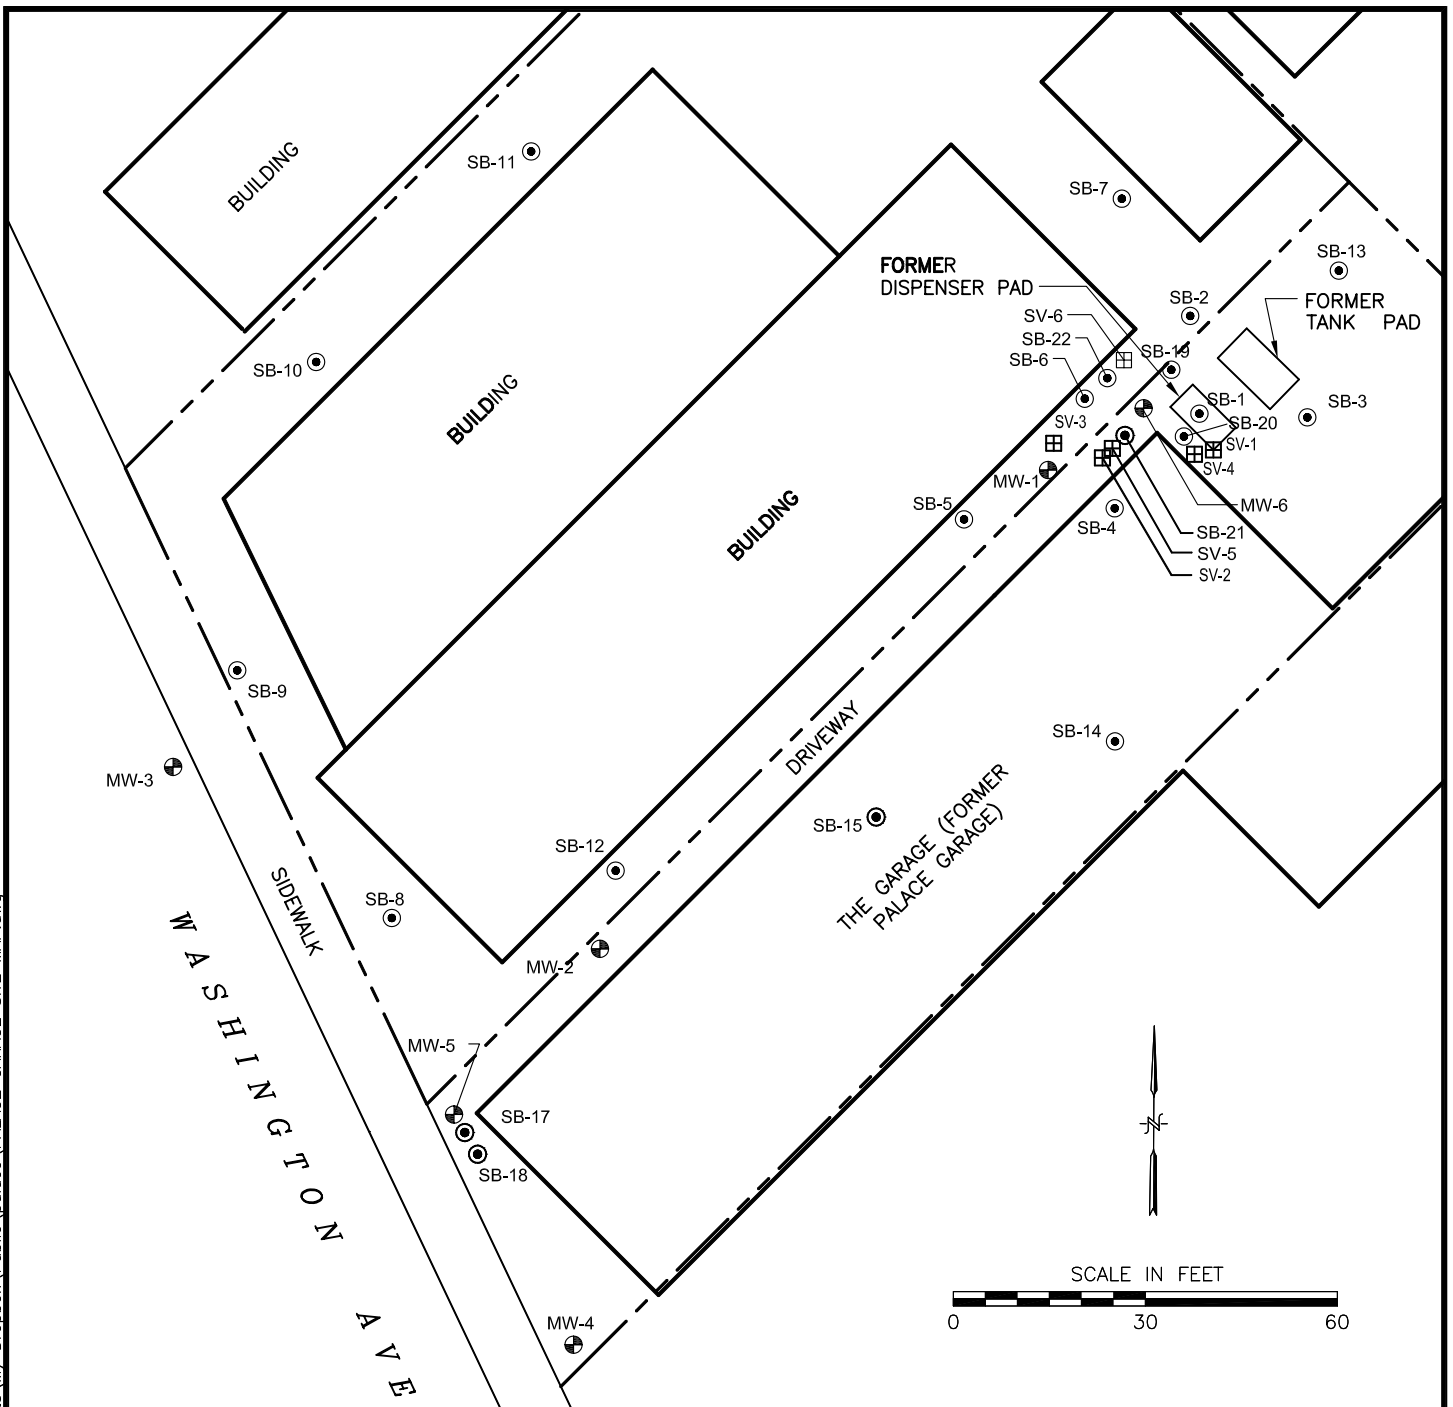 BUILDING
SB-11
SB-7
SB-13
FORMER
DISPENSER PAD
SB-2
FORMER
TANK PAD
SV-6
SB-22
SB-19
SB-6
SB-10
BUILDING
SB-1
SB-3
SV-3
SB-20
SV-1
SV-4
MW-1
BUILDING
SB-5
SB-4
MW-6
SB-21
SV-5
SV-2
SB-9
DRIVEWAY
SB-14
MW-3
SB-15
THE GARAGE (FORMER
PALACE GARAGE)
SB-12
SIDEWALK
SB-8
MW-2
WASHINGTON AVE
MW-5
SB-17
SB-18
N
SCALE IN FEET
0 30 60
MW-4